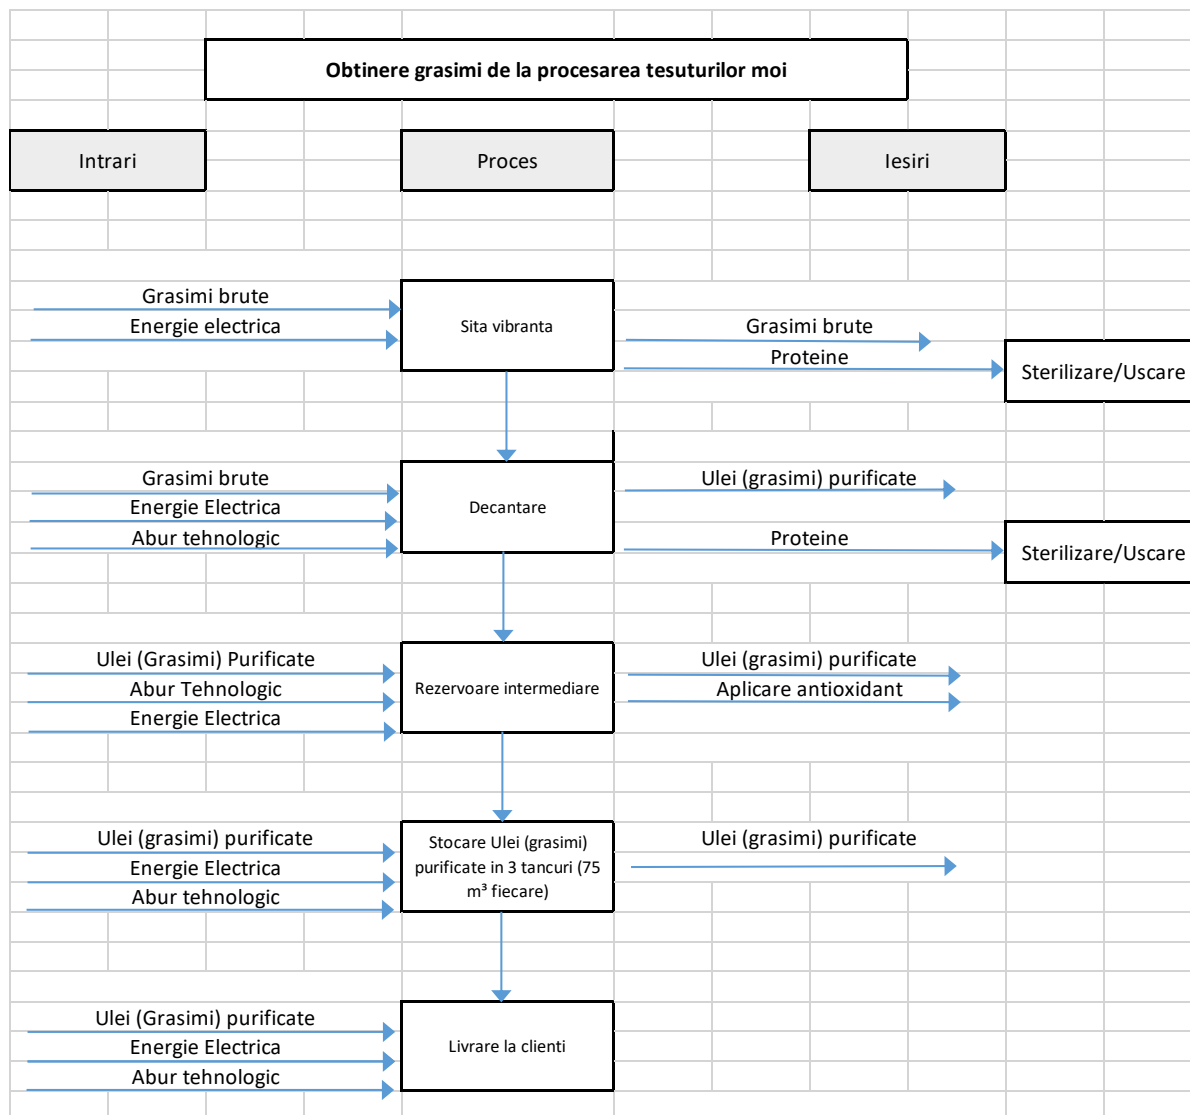 Obtinere grasimi de la procesarea tesuturilor moi
Intrari
Proces
Iesiri
Grasimi brute
Energie electrica
Sita vibranta
Grasimi brute
Proteine
Sterilizare/Uscare
Grasimi brute
Energie Electrica
Abur tehnologic
Decantare
Ulei (grasimi) purificate
Proteine
Sterilizare/Uscare
Ulei (Grasimi) Purificate
Abur Tehnologic
Energie Electrica
Rezervoare intermediare
Ulei (grasimi) purificate
Aplicare antioxidant
Ulei (grasimi) purificate
Energie Electrica
Abur tehnologic
Stocare Ulei (grasimi)
purificate in 3 tancuri (75
m³ fiecare)
Ulei (grasimi) purificate
Ulei (Grasimi) purificate
Energie Electrica
Abur tehnologic
Livrare la clienti